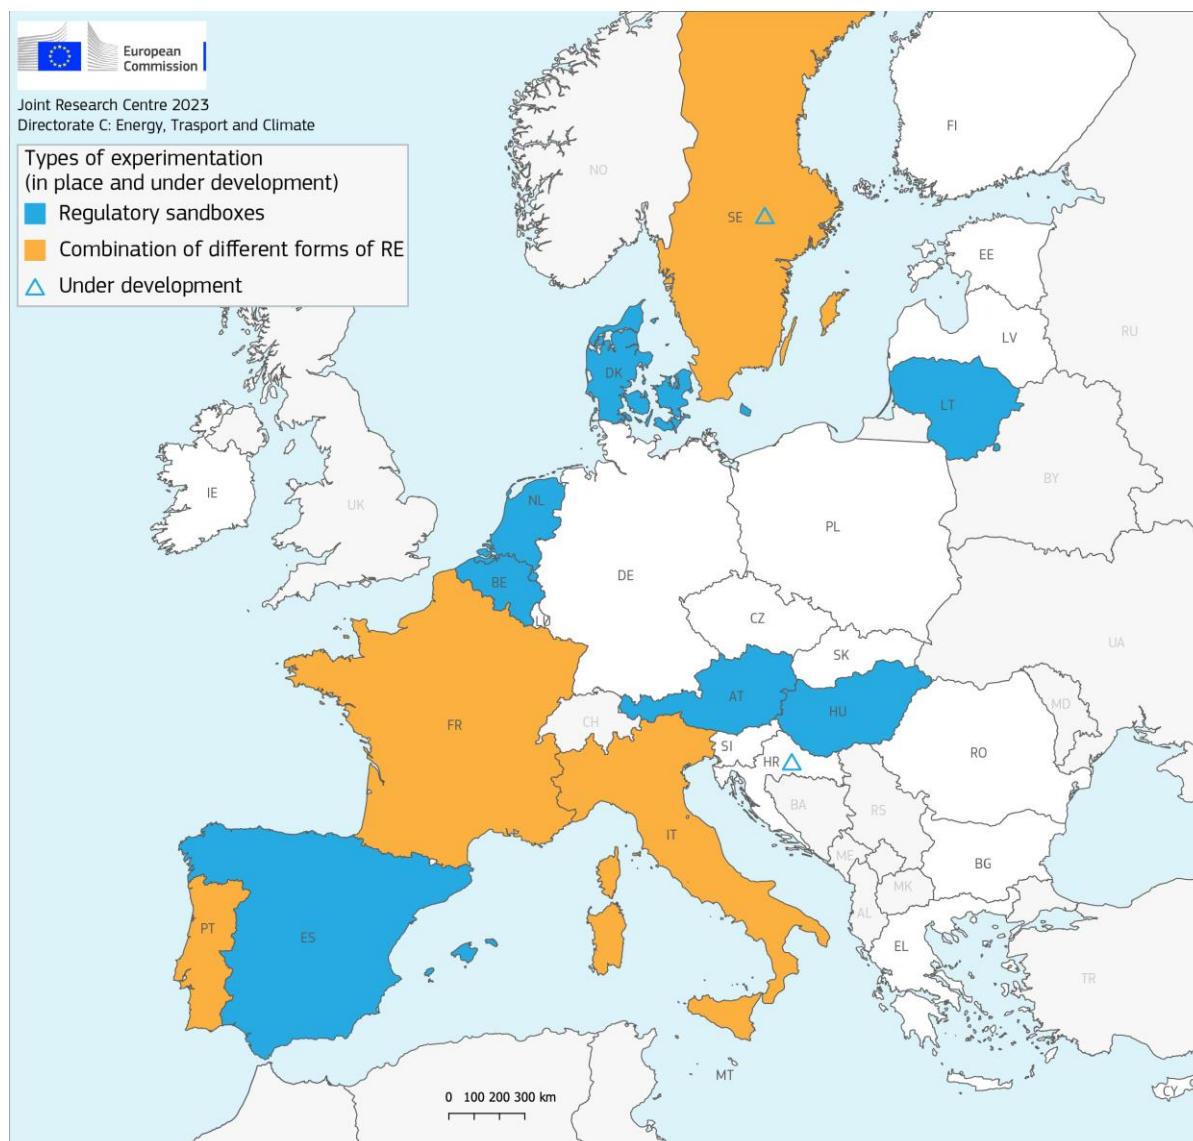 European
Commission
Joint Research Centre 2023
Directorate C: Energy, Trasport and Climate
Types of experimentation
(in place and under development)
Regulatory sandboxes
Combination of different forms of RE
Under development
FI
NO
SE
EE
LV
RU
DK
LT
IE
UK
NL
BY
PL
BE
DE
LU
CZ
SK
UA
AT
HU
MD
CH
FR
SI
HR
RO
BA
RS
IT
ME
BG
MK
AL
PT
ES
EL
TR
MT
CY
0 100 200 300 km